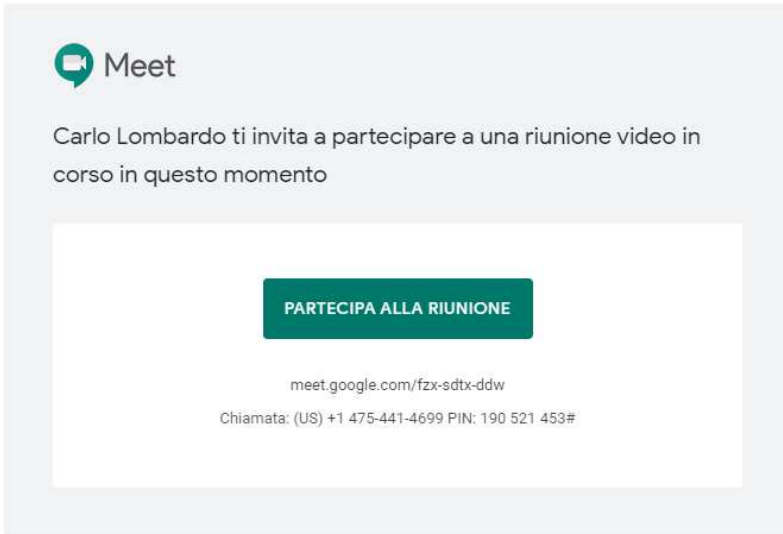 Meet
Carlo Lombardo ti invita a partecipare a una riunione video in
corso in questo momento
PARTECIPA ALLA RIUNIONE
meet.google.com/fzx-sdtx-ddw
Chiamata: (US) +1 475-441-4699 PIN: 190 521 453#